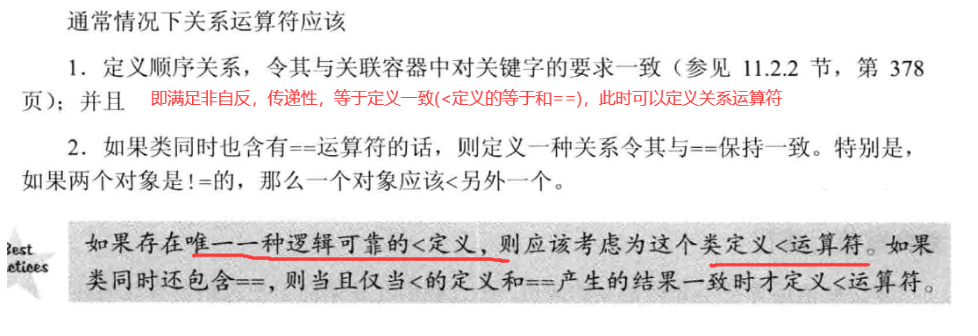 通常情况下关系运算符应该
1. 定义顺序关系，令其与关联容器中对关键字的要求一致（参见 11.2.2 节，第 378
页）；并且 即满足非自反，传递性，等于定义一致(<定义的等于和==)，此时可以定义关系运算符
2. 如果类同时也含有==运算符的话，则定义一种关系令其与==保持一致。特别是，
如果两个对象是!=的，那么一个对象应该<另外一个。
如果存在唯一一种逻辑可靠的<定义，则应该考虑为这个类定义<运算符。如果
类同时还包含==，则当且仅当<的定义和==产生的结果一致时才定义<运算符。
Best
ctices